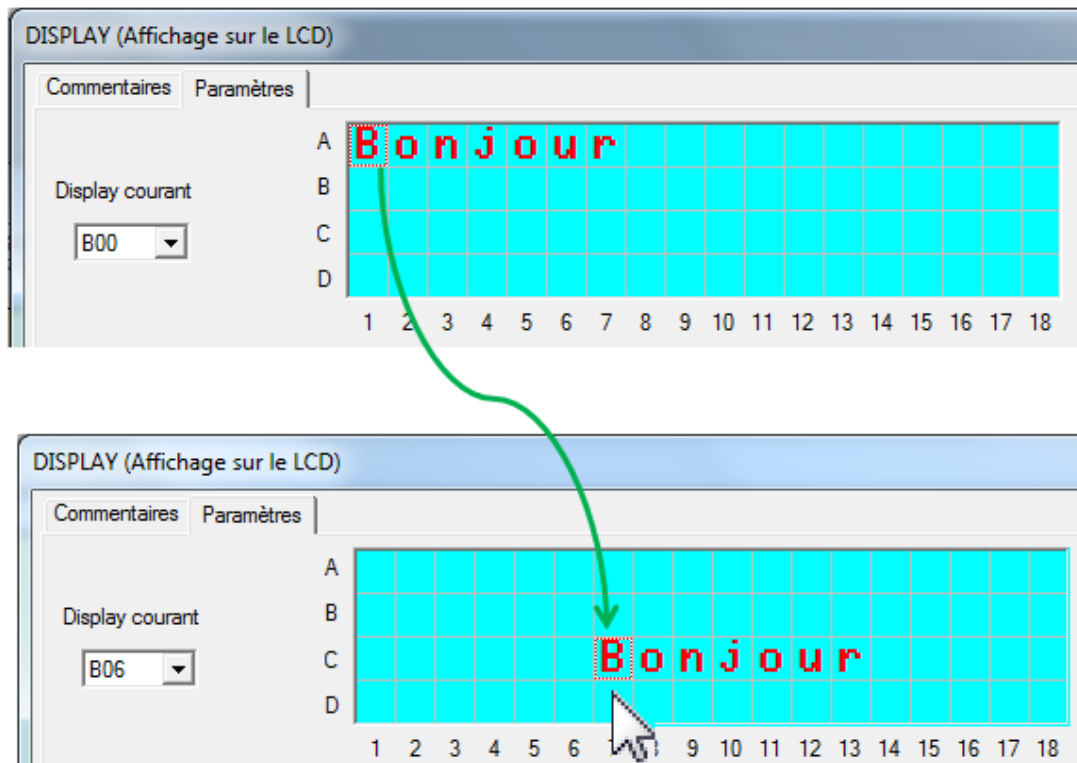 DISPLAY (Affichage sur le LCD)
Commentaires Paramètres
A Bonjour
Display courant B
B00 C
D
1 2 3 4 5 6 7 8 9 10 11 12 13 14 15 16 17 18
DISPLAY (Affichage sur le LCD)
Commentaires Paramètres
A
Display courant B
B06 C Bonjour
D
1 2 3 4 5 6 9 10 11 12 13 14 15 16 17 18